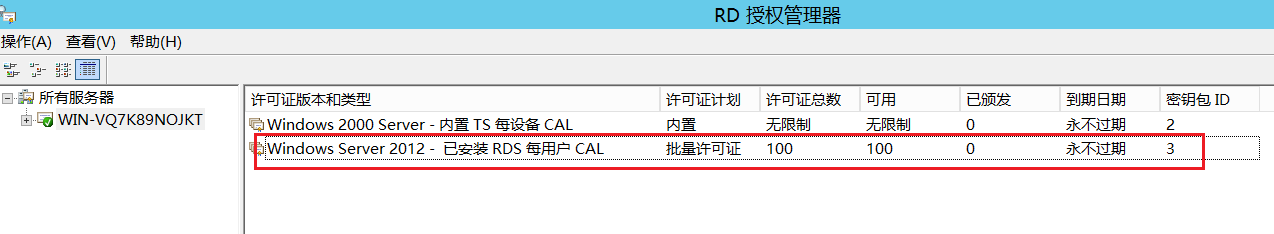 RD 授权管理器
操作(A) 查看(V) 帮助(H)
所有服务器
WIN-VQ7K89NOJKT
许可证版本和类型 许可证计划 许可证总数 可用 已颁发 到期日期 密钥包 ID
Windows 2000 Server - 内置 TS 每设备 CAL 内置 无限制 无限制 0 永不过期 2
Windows Server 2012 - 已安装 RDS 每用户 CAL 批量许可证 100 100 0 永不过期 3